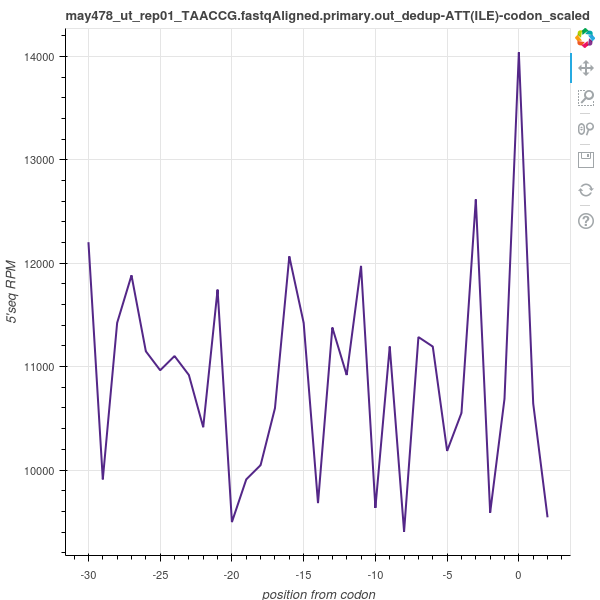 may478_ut_rep01_TAACCG.fastqAligned.primary.out_dedup-ATT(ILE)-codon_scaled
14000
13000
12000
11000
10000
5'seq RPM
-30 -25 -20 -15 -10 -5 0
position from codon